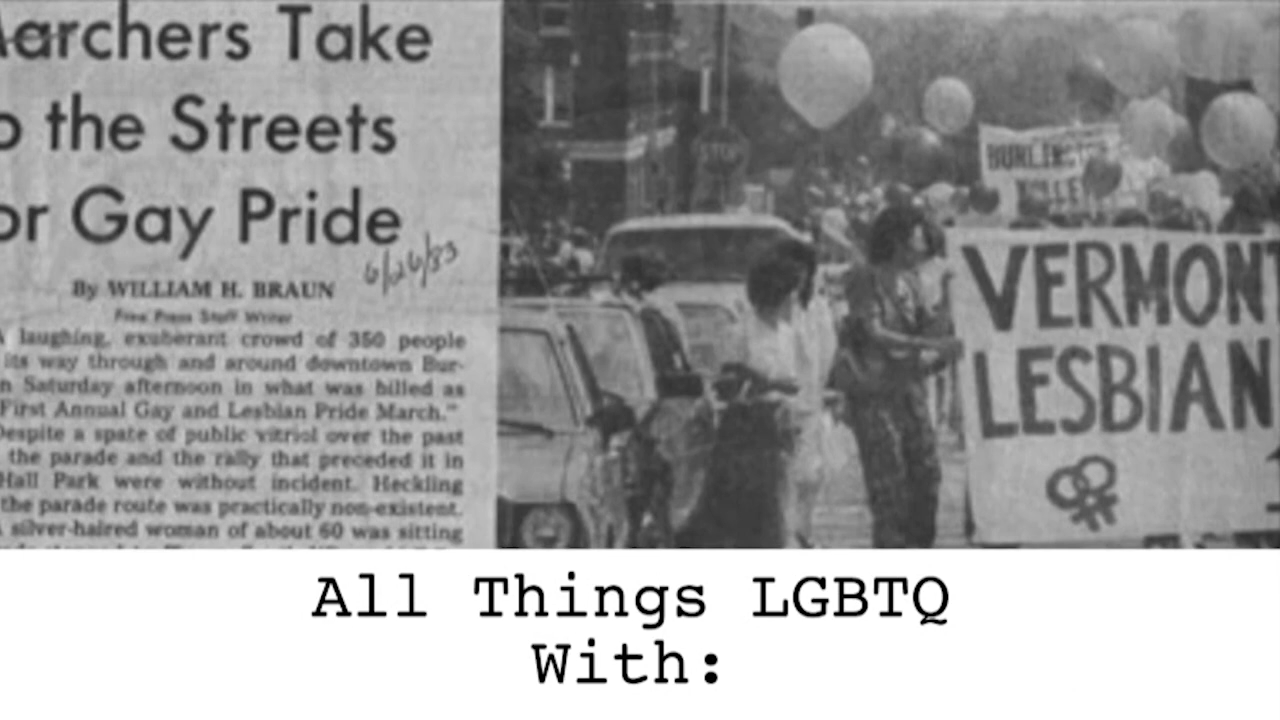 Marchers Take
o the Streets
or Gay Pride
6/26/83
By WILLIAM H. BRAUN
Free Press Staff Writer
A laughing, exuberant crowd of 350 people
its way through and around downtown Bur-
n Saturday afternoon in what was billed as
First Annual Gay and Lesbian Pride March."
Despite a spate of public vitriol over the past
the parade and the rally that preceded it in
Hall Park were without incident. Heckling
the parade route was practically non-existent.
A silver-haired woman of about 60 was sitting
STOP
BURLINGTON
VERMONT
LESBIAN
All Things LGBTQ
With: